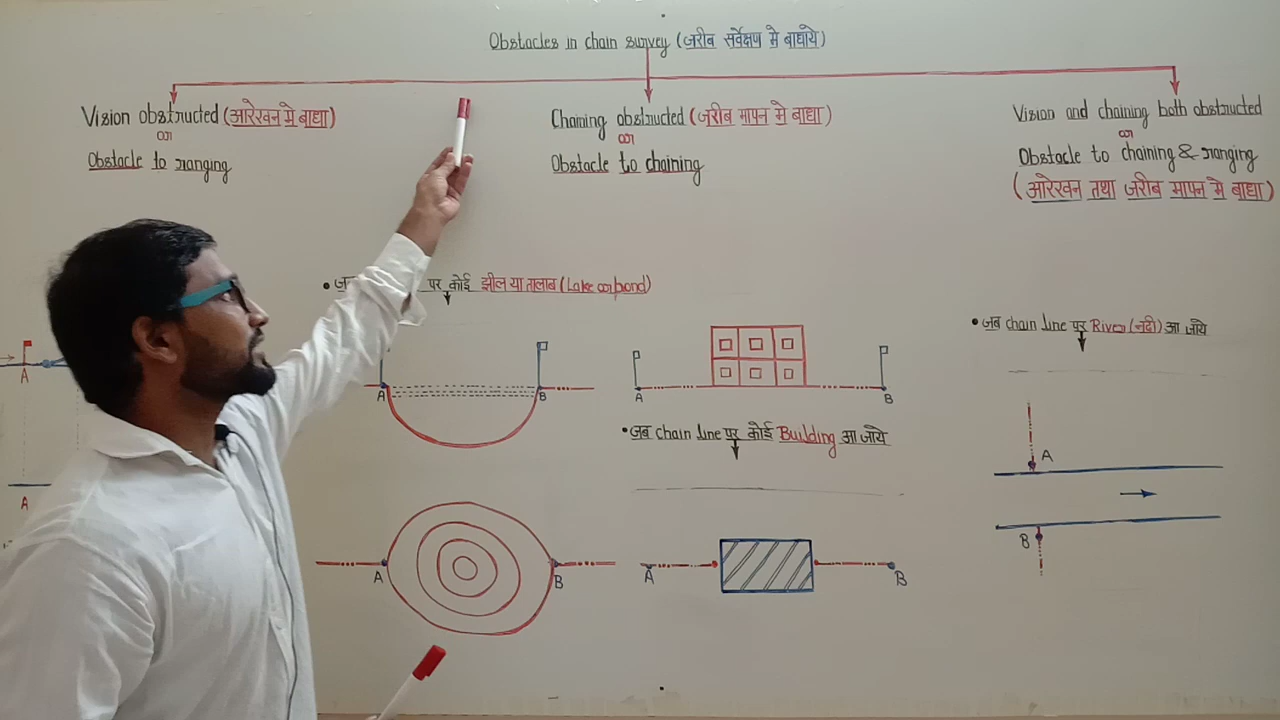 Obstacles in chain survey (जरीब सर्वेक्षण मे बाधाये)
Vision obstructed (आरेखन मे बाधा)
or
Obstacle to ranging
Chaining obstructed (जरीब मापन मे बाधा)
or
Obstacle to chaining
Vision and chaining both obstructed
or
Obstacle to chaining & ranging
(आरेखन तथा जरीब मापन मे बाधा)
• पर कोई झील या तालाब (Lake or pond)
A
A
A
B
A
B
A
B
• जब chain line पर कोई Building आ जाये
A
B
• जब chain line पर River (नदी) आ जाये
A
B